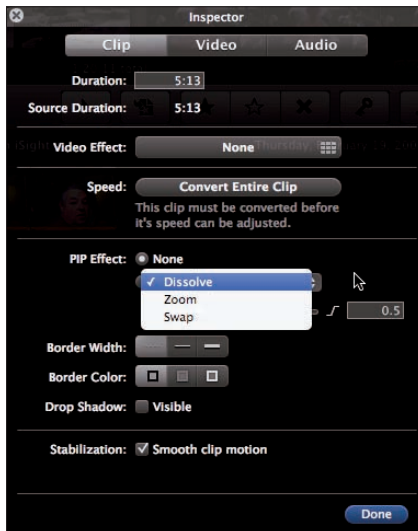 Inspector
Clip Video Audio
Duration: 5:13
Source Duration: 5:13
Video Effect: None
Speed: Convert Entire Clip
This clip must be converted before
it's speed can be adjusted.
PIP Effect: None
✓ Dissolve
Zoom
Swap
0.5
Border Width:
Border Color:
Drop Shadow: Visible
Stabilization: Smooth clip motion
Done